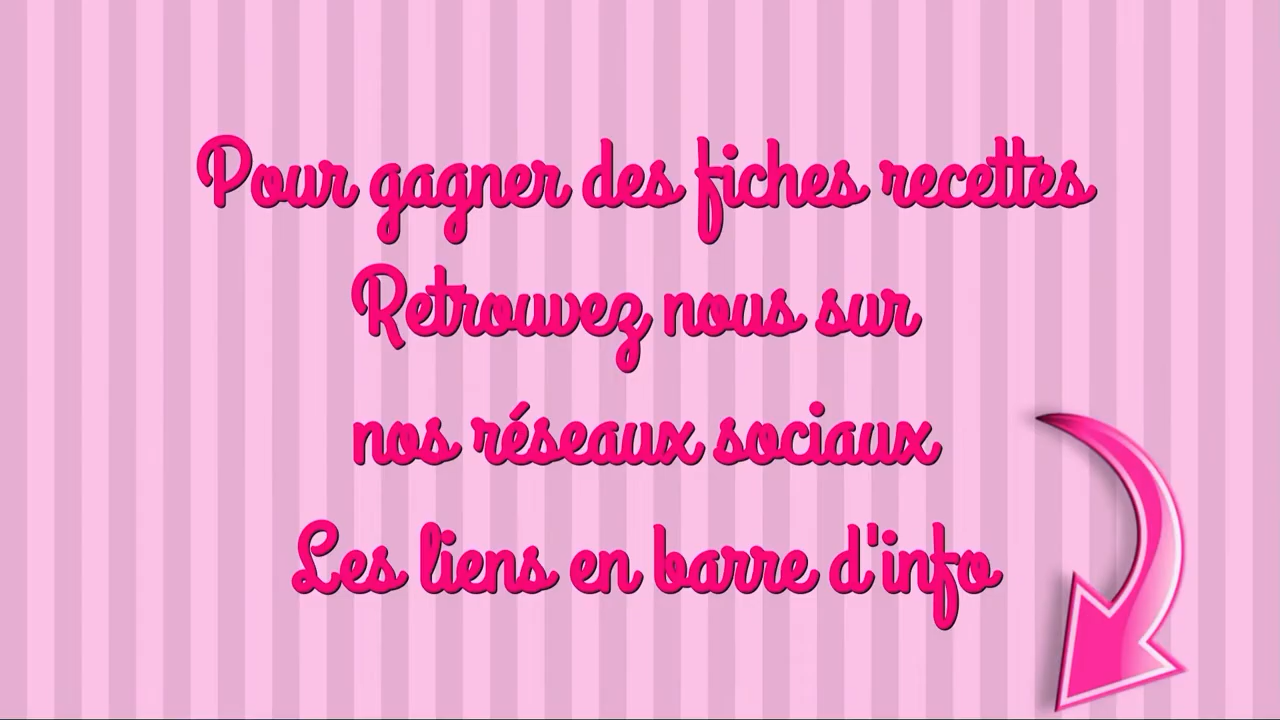 Pour gagner des fiches recettes
Retrouvez nous sur
nos réseaux sociaux
Les liens en barre d'info